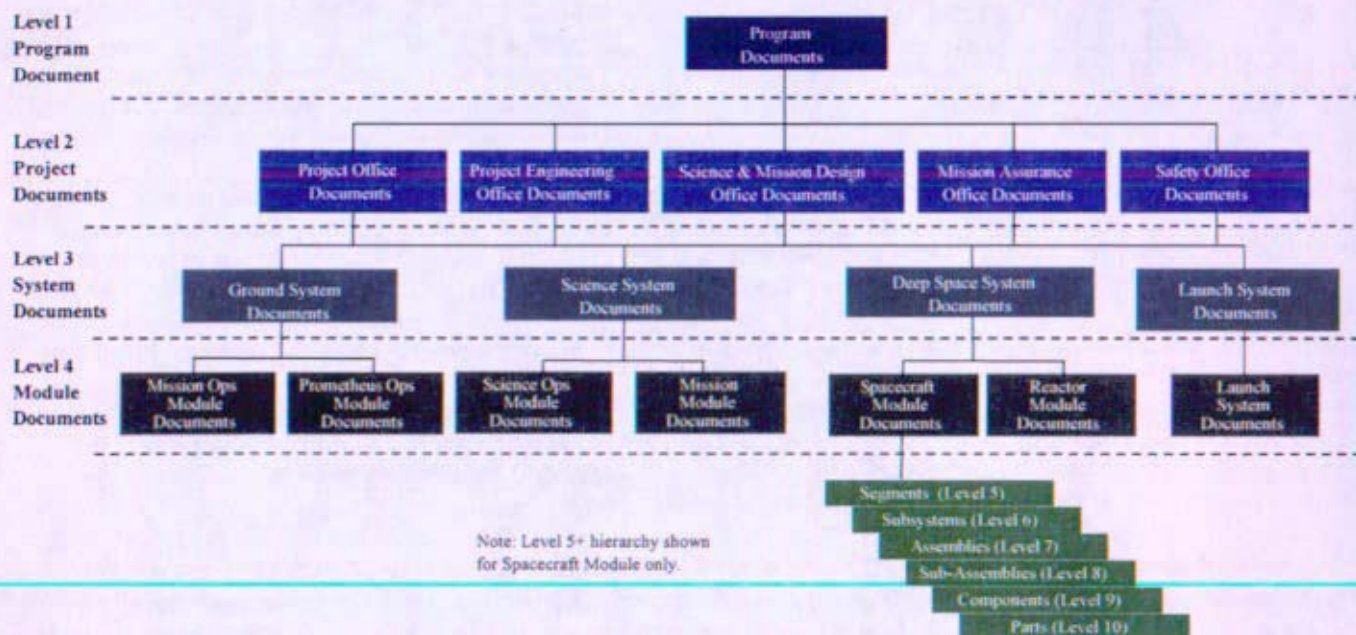 Level 1
Program
Document
Program
Documents
Level 2
Project
Documents
Project Office
Documents
Project Engineering
Office Documents
Science & Mission Design
Office Documents
Mission Assurance
Office Documents
Safety Office
Documents
Level 3
System
Documents
Ground System
Documents
Science System
Documents
Deep Space System
Documents
Launch System
Documents
Level 4
Module
Documents
Mission Ops
Module
Documents
Prometheus Ops
Module
Documents
Science Ops
Module
Documents
Mission
Module
Documents
Spacecraft
Module
Documents
Reactor
Module
Documents
Launch
System
Documents
Segments (Level 5)
Subsystems (Level 6)
Assemblies (Level 7)
Sub-Assemblies (Level 8)
Components (Level 9)
Parts (Level 10)
Note: Level 5+ hierarchy shown
for Spacecraft Module only.